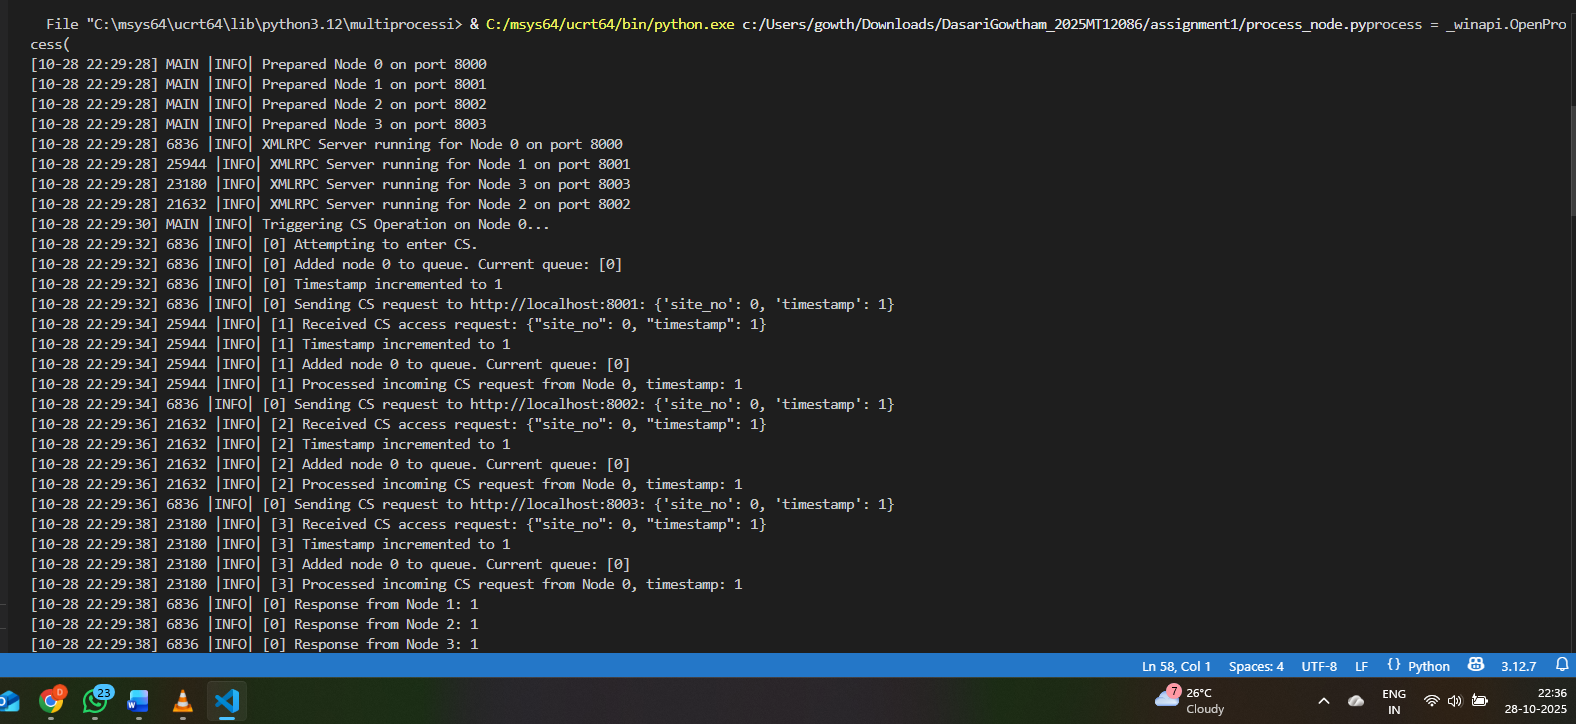 File "C:\msys64\ucrt64\lib\python3.12\multiprocessi> & C:/msys64/ucrt64/bin/python.exe c:/Users/gowth/Downloads/DasariGowtham_2025MT12086/assignment1/process_node.pyprocess = _winapi.OpenPro
cess(
[10-28 22:29:28] MAIN |INFO| Prepared Node 0 on port 8000
[10-28 22:29:28] MAIN |INFO| Prepared Node 1 on port 8001
[10-28 22:29:28] MAIN |INFO| Prepared Node 2 on port 8002
[10-28 22:29:28] MAIN |INFO| Prepared Node 3 on port 8003
[10-28 22:29:28] 6836 |INFO| XMLRPC Server running for Node 0 on port 8000
[10-28 22:29:28] 25944 |INFO| XMLRPC Server running for Node 1 on port 8001
[10-28 22:29:28] 23180 |INFO| XMLRPC Server running for Node 3 on port 8003
[10-28 22:29:28] 21632 |INFO| XMLRPC Server running for Node 2 on port 8002
[10-28 22:29:30] MAIN |INFO| Triggering CS Operation on Node 0...
[10-28 22:29:32] 6836 |INFO| [0] Attempting to enter CS.
[10-28 22:29:32] 6836 |INFO| [0] Added node 0 to queue. Current queue: [0]
[10-28 22:29:32] 6836 |INFO| [0] Timestamp incremented to 1
[10-28 22:29:32] 6836 |INFO| [0] Sending CS request to http://localhost:8001: {'site_no': 0, 'timestamp': 1}
[10-28 22:29:34] 25944 |INFO| [1] Received CS access request: {"site_no": 0, "timestamp": 1}
[10-28 22:29:34] 25944 |INFO| [1] Timestamp incremented to 1
[10-28 22:29:34] 25944 |INFO| [1] Added node 0 to queue. Current queue: [0]
[10-28 22:29:34] 25944 |INFO| [1] Processed incoming CS request from Node 0, timestamp: 1
[10-28 22:29:34] 6836 |INFO| [0] Sending CS request to http://localhost:8002: {'site_no': 0, 'timestamp': 1}
[10-28 22:29:36] 21632 |INFO| [2] Received CS access request: {"site_no": 0, "timestamp": 1}
[10-28 22:29:36] 21632 |INFO| [2] Timestamp incremented to 1
[10-28 22:29:36] 21632 |INFO| [2] Added node 0 to queue. Current queue: [0]
[10-28 22:29:36] 21632 |INFO| [2] Processed incoming CS request from Node 0, timestamp: 1
[10-28 22:29:36] 6836 |INFO| [0] Sending CS request to http://localhost:8003: {'site_no': 0, 'timestamp': 1}
[10-28 22:29:38] 23180 |INFO| [3] Received CS access request: {"site_no": 0, "timestamp": 1}
[10-28 22:29:38] 23180 |INFO| [3] Timestamp incremented to 1
[10-28 22:29:38] 23180 |INFO| [3] Added node 0 to queue. Current queue: [0]
[10-28 22:29:38] 23180 |INFO| [3] Processed incoming CS request from Node 0, timestamp: 1
[10-28 22:29:38] 6836 |INFO| [0] Response from Node 1: 1
[10-28 22:29:38] 6836 |INFO| [0] Response from Node 2: 1
[10-28 22:29:38] 6836 |INFO| [0] Response from Node 3: 1
Ln 58, Col 1 Spaces: 4 UTF-8 LF {} Python 3.12.7
D 23 W 7 26°C ENG 22:36
Cloudy IN 28-10-2025